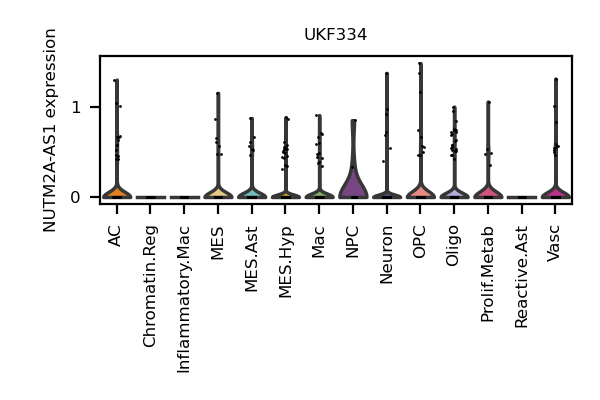 UKF334
NUTM2A-AS1 expression
1
0
AC
Chromatin.Reg
Inflammatory.Mac
MES
MES.Ast
MES.Hyp
Mac
NPC
Neuron
OPC
Oligo
Prolif.Metab
Reactive.Ast
Vasc